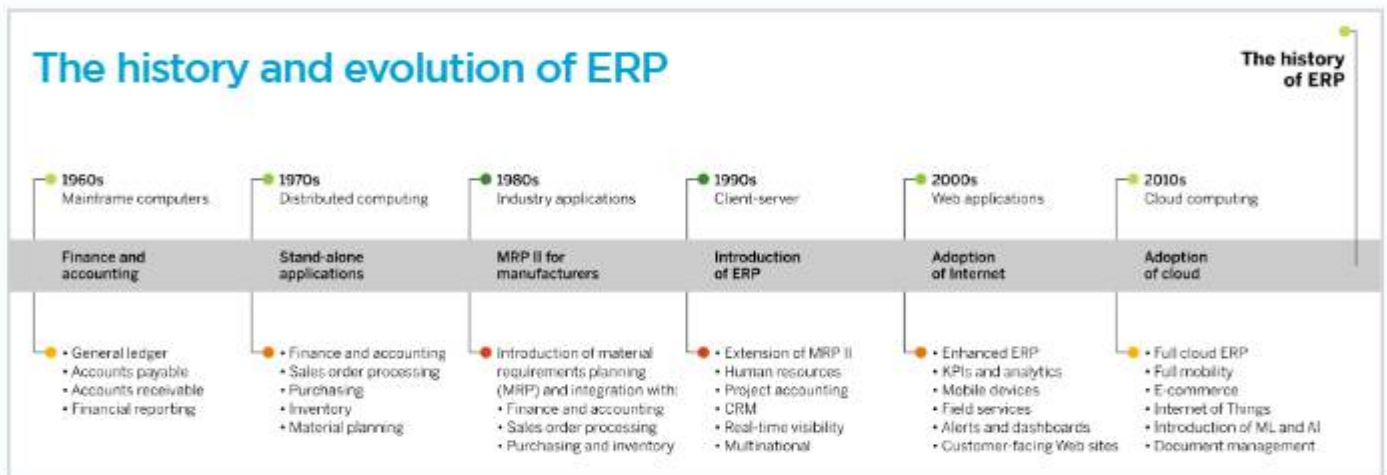 The history and evolution of ERP
The history
of ERP
1960s
Mainframe computers
Finance and
accounting
• General ledger
• Accounts payable
• Accounts receivable
• Financial reporting
1970s
Distributed computing
Stand-alone
applications
• Finance and accounting
• Sales order processing
• Purchasing
• Inventory
• Material planning
1980s
Industry applications
MRP II for
manufacturers
Introduction of material
requirements planning
(MRP) and integration with:
• Finance and accounting
• Sales order processing
• Purchasing and inventory
1990s
Client-server
Introduction
of ERP
• Extension of MRP II
• Human resources
• Project accounting
• CRM
• Real-time visibility
• Multinational
2000s
Web applications
Adoption
of Internet
• Enhanced ERP
• KPIs and analytics
• Mobile devices
• Field services
• Alerts and dashboards
• Customer-facing Web sites
2010s
Cloud computing
Adoption
of cloud
• Full cloud ERP
• Full mobility
• E-commerce
• Internet of Things
• Introduction of ML and AI
• Document management